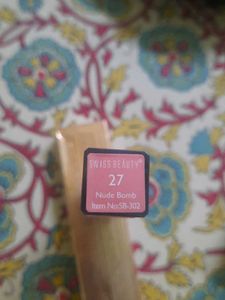 SWISS BEAUTY
27
Nude Bomb
Item No:SB-302